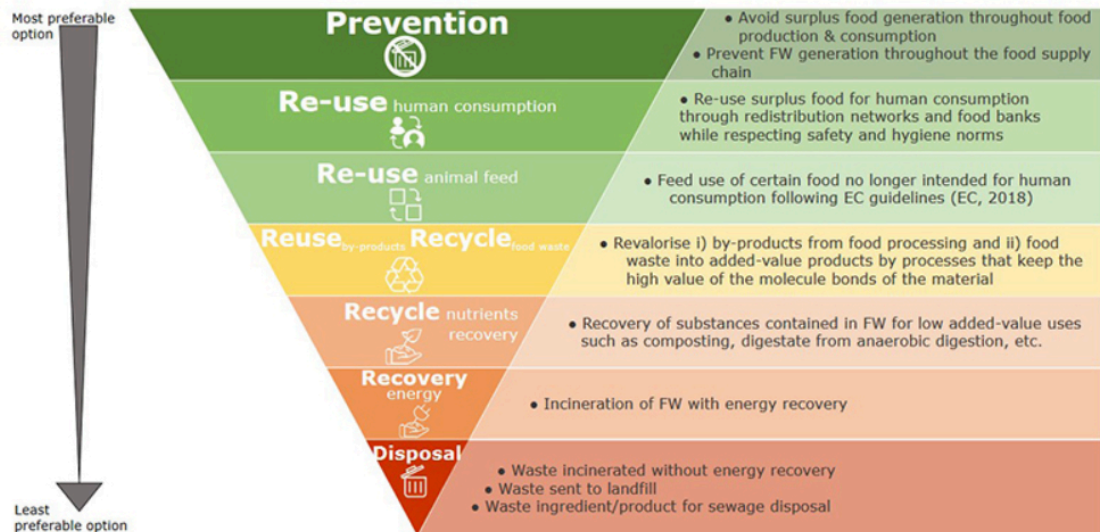 Most preferable
option
Prevention
• Avoid surplus food generation throughout food
production & consumption
• Prevent FW generation throughout the food supply
chain
Re-use human consumption
• Re-use surplus food for human consumption
through redistribution networks and food banks
while respecting safety and hygiene norms
Re-use animal feed
• Feed use of certain food no longer intended for human
consumption following EC guidelines (EC, 2018)
Reuse by-products Recycle food waste
• Revalorise i) by-products from food processing and ii) food
waste into added-value products by processes that keep the
high value of the molecule bonds of the material
Recycle nutrients
recovery
• Recovery of substances contained in FW for low added-value uses
such as composting, digestate from anaerobic digestion, etc.
Recovery
energy
• Incineration of FW with energy recovery
Disposal
• Waste incinerated without energy recovery
• Waste sent to landfill
• Waste ingredient/product for sewage disposal
Least
preferable option